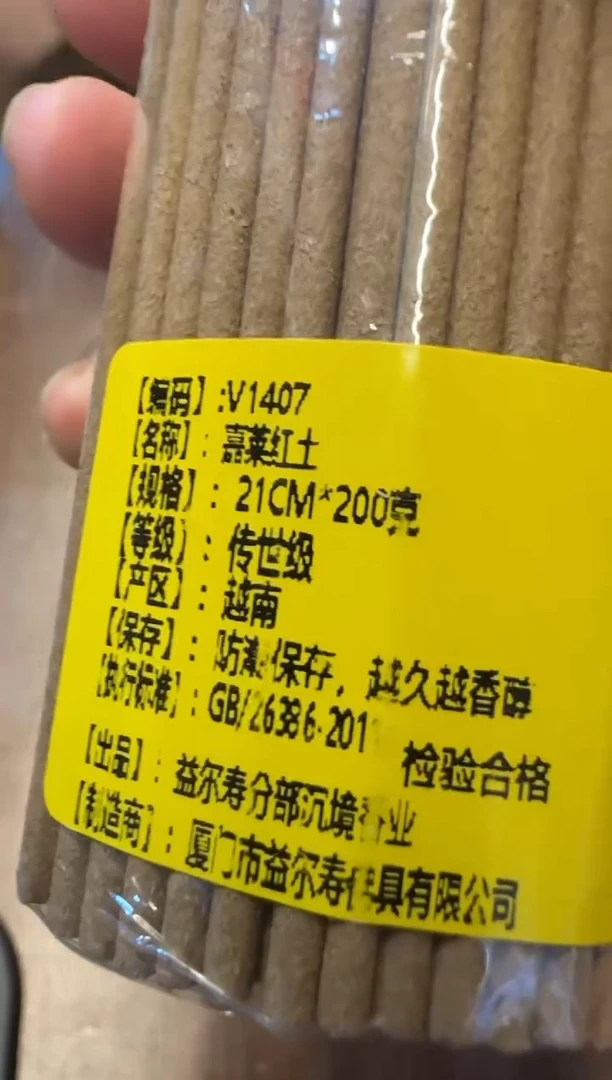 【编码】:V1407
【名称】：嘉莱红土
【规格】：21CM*200克
【等级】：传世级
【产区】：越南
【保存】：防潮保存，越久越香醇
【执行标准】：GB/26386·201
检验合格
【出品】：益尔寿分部沉境香业
【制造商】：厦门市益尔寿 具有限公司